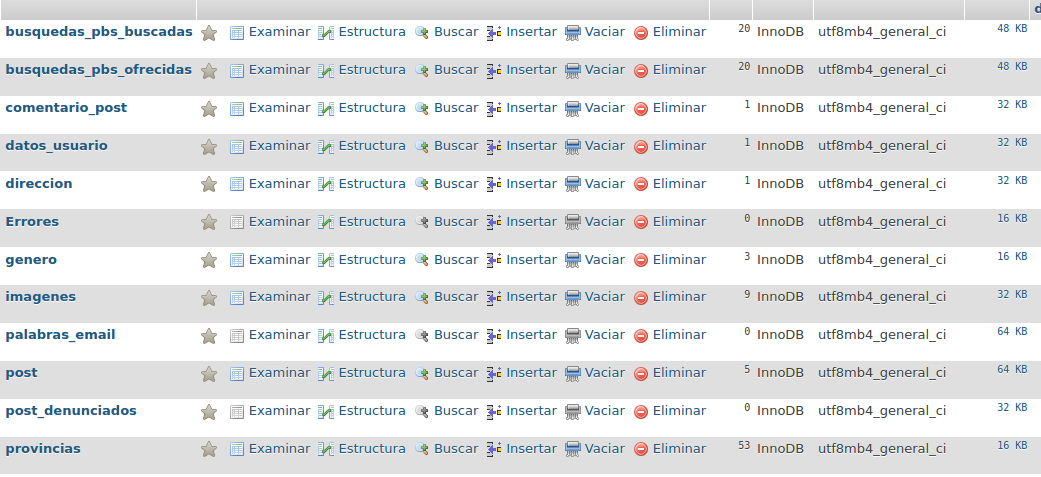 busquedas_pbs_buscadas Examinar Estructura Buscar Insertar Vaciar Eliminar 20 InnoDB utf8mb4_general_ci 48 KB
busquedas_pbs_ofrecidas Examinar Estructura Buscar Insertar Vaciar Eliminar 20 InnoDB utf8mb4_general_ci 48 KB
comentario_post Examinar Estructura Buscar Insertar Vaciar Eliminar 1 InnoDB utf8mb4_general_ci 32 KB
datos_usuario Examinar Estructura Buscar Insertar Vaciar Eliminar 1 InnoDB utf8mb4_general_ci 32 KB
direccion Examinar Estructura Buscar Insertar Vaciar Eliminar 1 InnoDB utf8mb4_general_ci 32 KB
Errores Examinar Estructura Buscar Insertar Vaciar Eliminar 0 InnoDB utf8mb4_general_ci 16 KB
genero Examinar Estructura Buscar Insertar Vaciar Eliminar 3 InnoDB utf8mb4_general_ci 16 KB
imagenes Examinar Estructura Buscar Insertar Vaciar Eliminar 9 InnoDB utf8mb4_general_ci 32 KB
palabras_email Examinar Estructura Buscar Insertar Vaciar Eliminar 0 InnoDB utf8mb4_general_ci 64 KB
post Examinar Estructura Buscar Insertar Vaciar Eliminar 5 InnoDB utf8mb4_general_ci 64 KB
post_denunciados Examinar Estructura Buscar Insertar Vaciar Eliminar 0 InnoDB utf8mb4_general_ci 32 KB
provincias Examinar Estructura Buscar Insertar Vaciar Eliminar 53 InnoDB utf8mb4_general_ci 16 KB